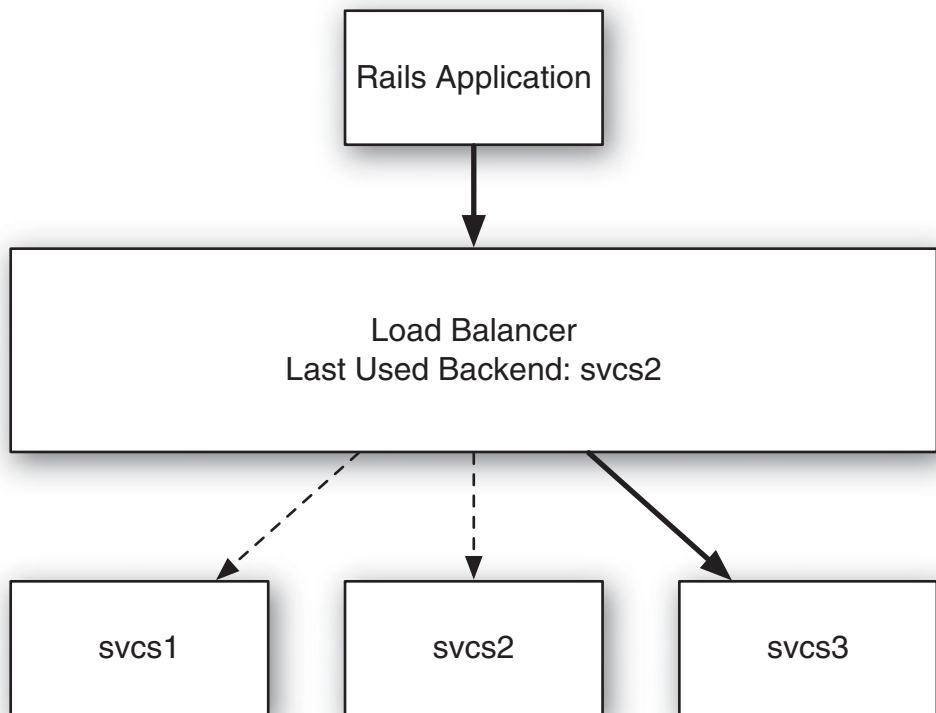 Rails Application
Load Balancer
Last Used Backend: svcs2
svcs1
svcs2
svcs3